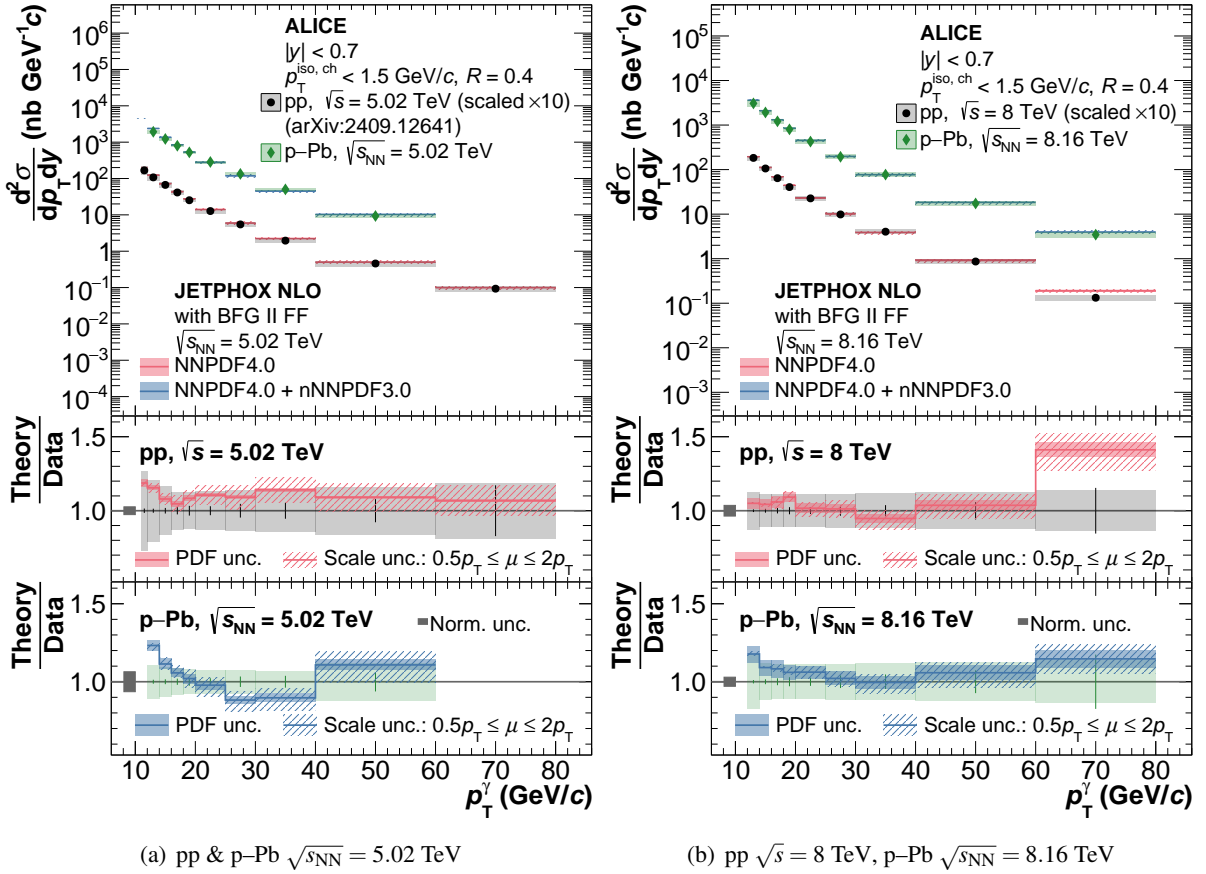 ALICE
|y| < 0.7
p_T^{iso, ch} < 1.5 GeV/c, R = 0.4
pp, √s = 5.02 TeV (scaled ×10)
(arXiv:2409.12641)
p–Pb, √s_NN = 5.02 TeV
d²σ/dp_T dy (nb GeV⁻¹c)
10⁶
10⁵
10⁴
10³
10²
10
1
10⁻¹
10⁻²
10⁻³
10⁻⁴
JETPHOX NLO
with BFG II FF
√s_NN = 5.02 TeV
NNPDF4.0
NNPDF4.0 + nNNPDF3.0
Theory
Data
1.5
1.0
pp, √s = 5.02 TeV
PDF unc. Scale unc.: 0.5p_T ≤ μ ≤ 2p_T
Theory
Data
1.5
1.0
p–Pb, √s_NN = 5.02 TeV
Norm. unc.
PDF unc. Scale unc.: 0.5p_T ≤ μ ≤ 2p_T
10 20 30 40 50 60 70 80
p_T^γ (GeV/c)
(a) pp & p–Pb √s_NN = 5.02 TeV
ALICE
|y| < 0.7
p_T^{iso, ch} < 1.5 GeV/c, R = 0.4
pp, √s = 8 TeV (scaled ×10)
p–Pb, √s_NN = 8.16 TeV
d²σ/dp_T dy (nb GeV⁻¹c)
10⁵
10⁴
10³
10²
10
1
10⁻¹
10⁻²
10⁻³
JETPHOX NLO
with BFG II FF
√s_NN = 8.16 TeV
NNPDF4.0
NNPDF4.0 + nNNPDF3.0
Theory
Data
1.5
1.0
pp, √s = 8 TeV
PDF unc. Scale unc.: 0.5p_T ≤ μ ≤ 2p_T
Theory
Data
1.5
1.0
p–Pb, √s_NN = 8.16 TeV
Norm. unc.
PDF unc. Scale unc.: 0.5p_T ≤ μ ≤ 2p_T
10 20 30 40 50 60 70 80
p_T^γ (GeV/c)
(b) pp √s = 8 TeV, p–Pb √s_NN = 8.16 TeV